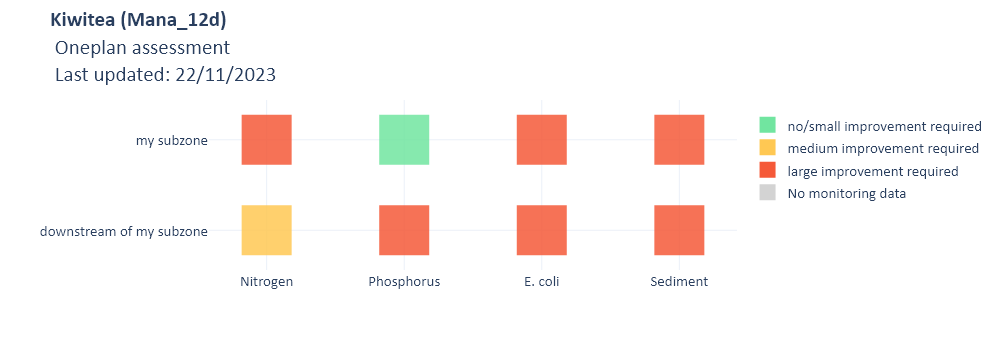 Kiwitea (Mana_12d)
Oneplan assessment
Last updated: 22/11/2023
my subzone
downstream of my subzone
Nitrogen Phosphorus E. coli Sediment
no/small improvement required
medium improvement required
large improvement required
No monitoring data